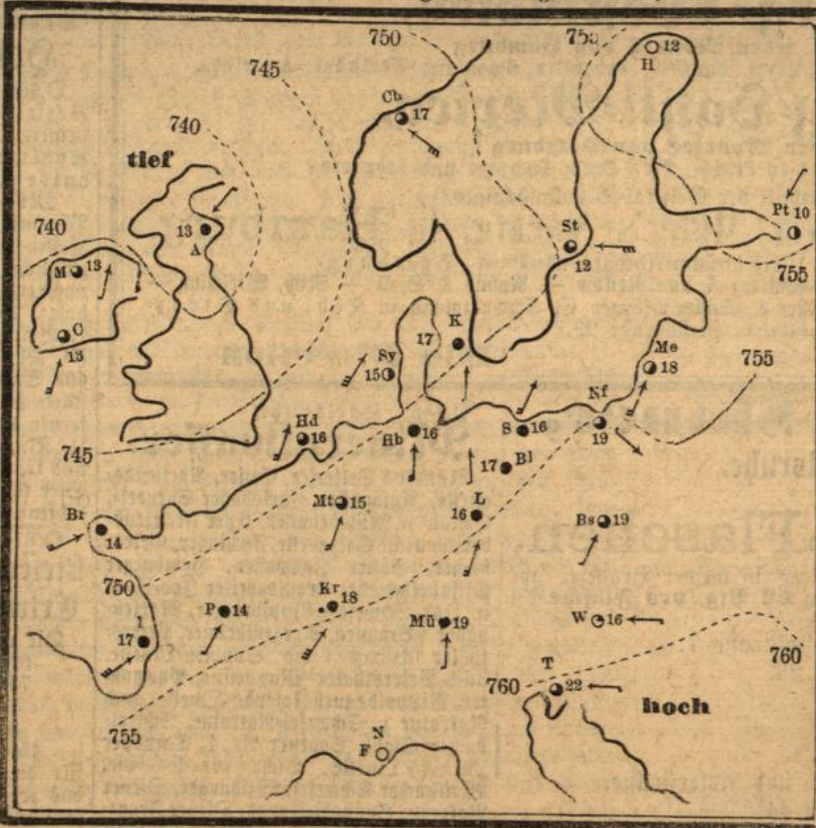 750
755
745
H 12
Cb 17
740
tief
Pt 10
13 A
St 12
740
M 13
755
C 13
K
17
Sy 15
Me 18
755
Nf 19
Hd 16
Hb 16
S 16
745
17 Bl
Mt 15
L 16
Bs 19
Br 14
750
P 14
Kr 18
Mü 19
W 16
I 17
760
T 22
760
hoch
755
N
F